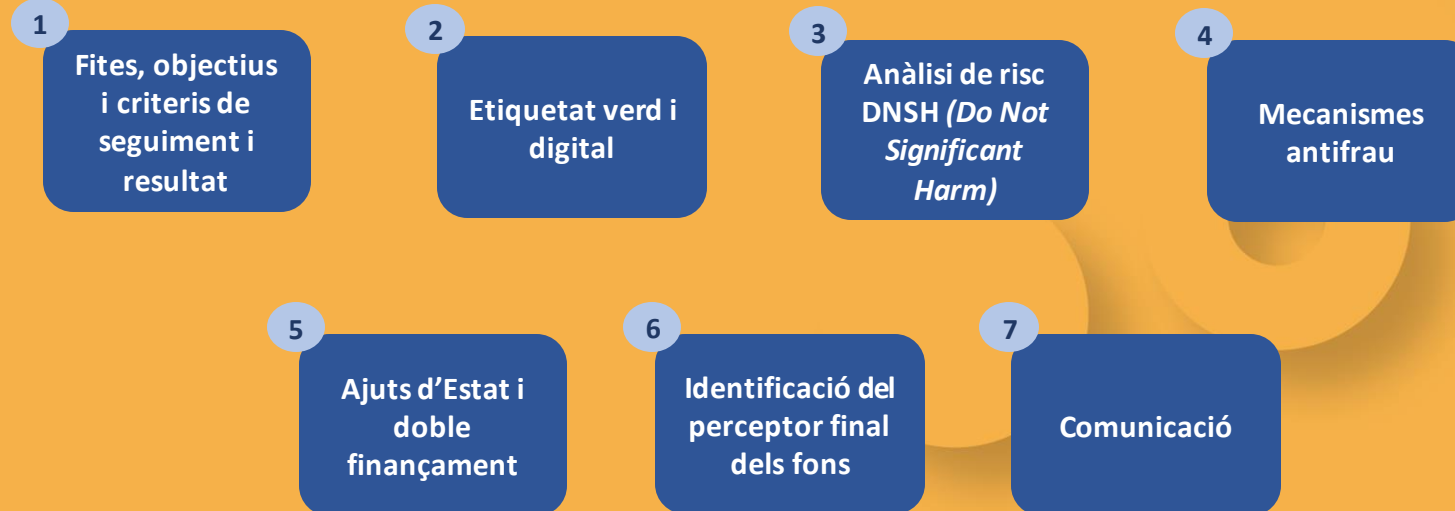 1
Fites, objectius
i criteris de
seguiment i
resultat
2
Etiquetat verd i
digital
3
Anàlisi de risc
DNSH (Do Not
Significant
Harm)
4
Mecanismes
antifrau
5
Ajuts d’Estat i
doble
finançament
6
Identificació del
perceptor final
dels fons
7
Comunicació